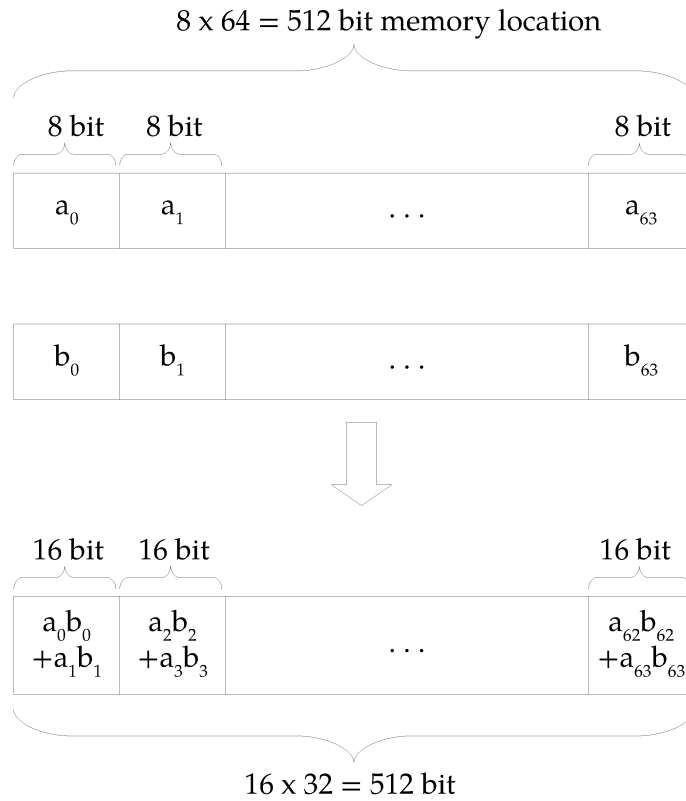 8 x 64 = 512 bit memory location
8 bit 8 bit 8 bit
a₀ a₁ . . . a₆₃
b₀ b₁ . . . b₆₃
16 bit 16 bit 16 bit
a₀b₀ a₂b₂ a₆₂b₆₂
. . .
+a₁b₁ +a₃b₃ +a₆₃b₆₃
16 x 32 = 512 bit